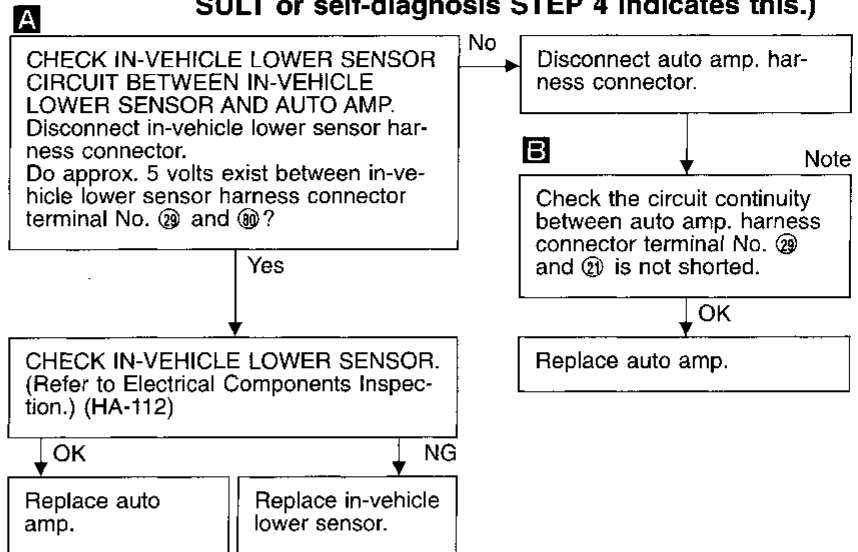 SULT or self-diagnosis STEP 4 indicates this.)
A
CHECK IN-VEHICLE LOWER SENSOR
CIRCUIT BETWEEN IN-VEHICLE
LOWER SENSOR AND AUTO AMP.
Disconnect in-vehicle lower sensor har-
ness connector.
Do approx. 5 volts exist between in-ve-
hicle lower sensor harness connector
terminal No. ㉙ and 80?
No
Disconnect auto amp. har-
ness connector.
B
Note
Check the circuit continuity
between auto amp. harness
connector terminal No. ㉙
and ㉑ is not shorted.
OK
Replace auto amp.
Yes
CHECK IN-VEHICLE LOWER SENSOR.
(Refer to Electrical Components Inspec-
tion.) (HA-112)
OK
NG
Replace auto
amp.
Replace in-vehicle
lower sensor.